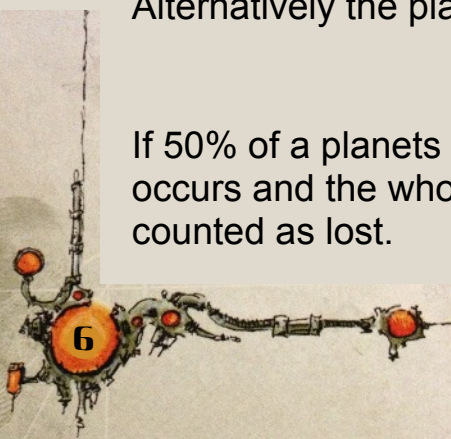 Alternatively the pla
If 50% of a planets
occurs and the who
counted as lost.
6